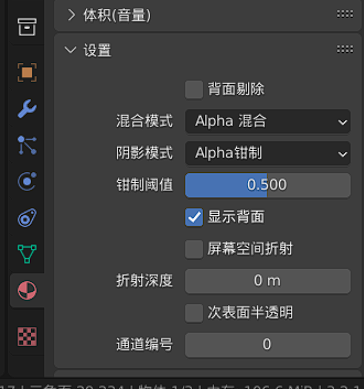 体积(音量)
设置
背面剔除
混合模式 Alpha 混合
阴影模式 Alpha钳制
钳制阈值 0.500
显示背面
屏幕空间折射
折射深度 0 m
次表面半透明
通道编号 0